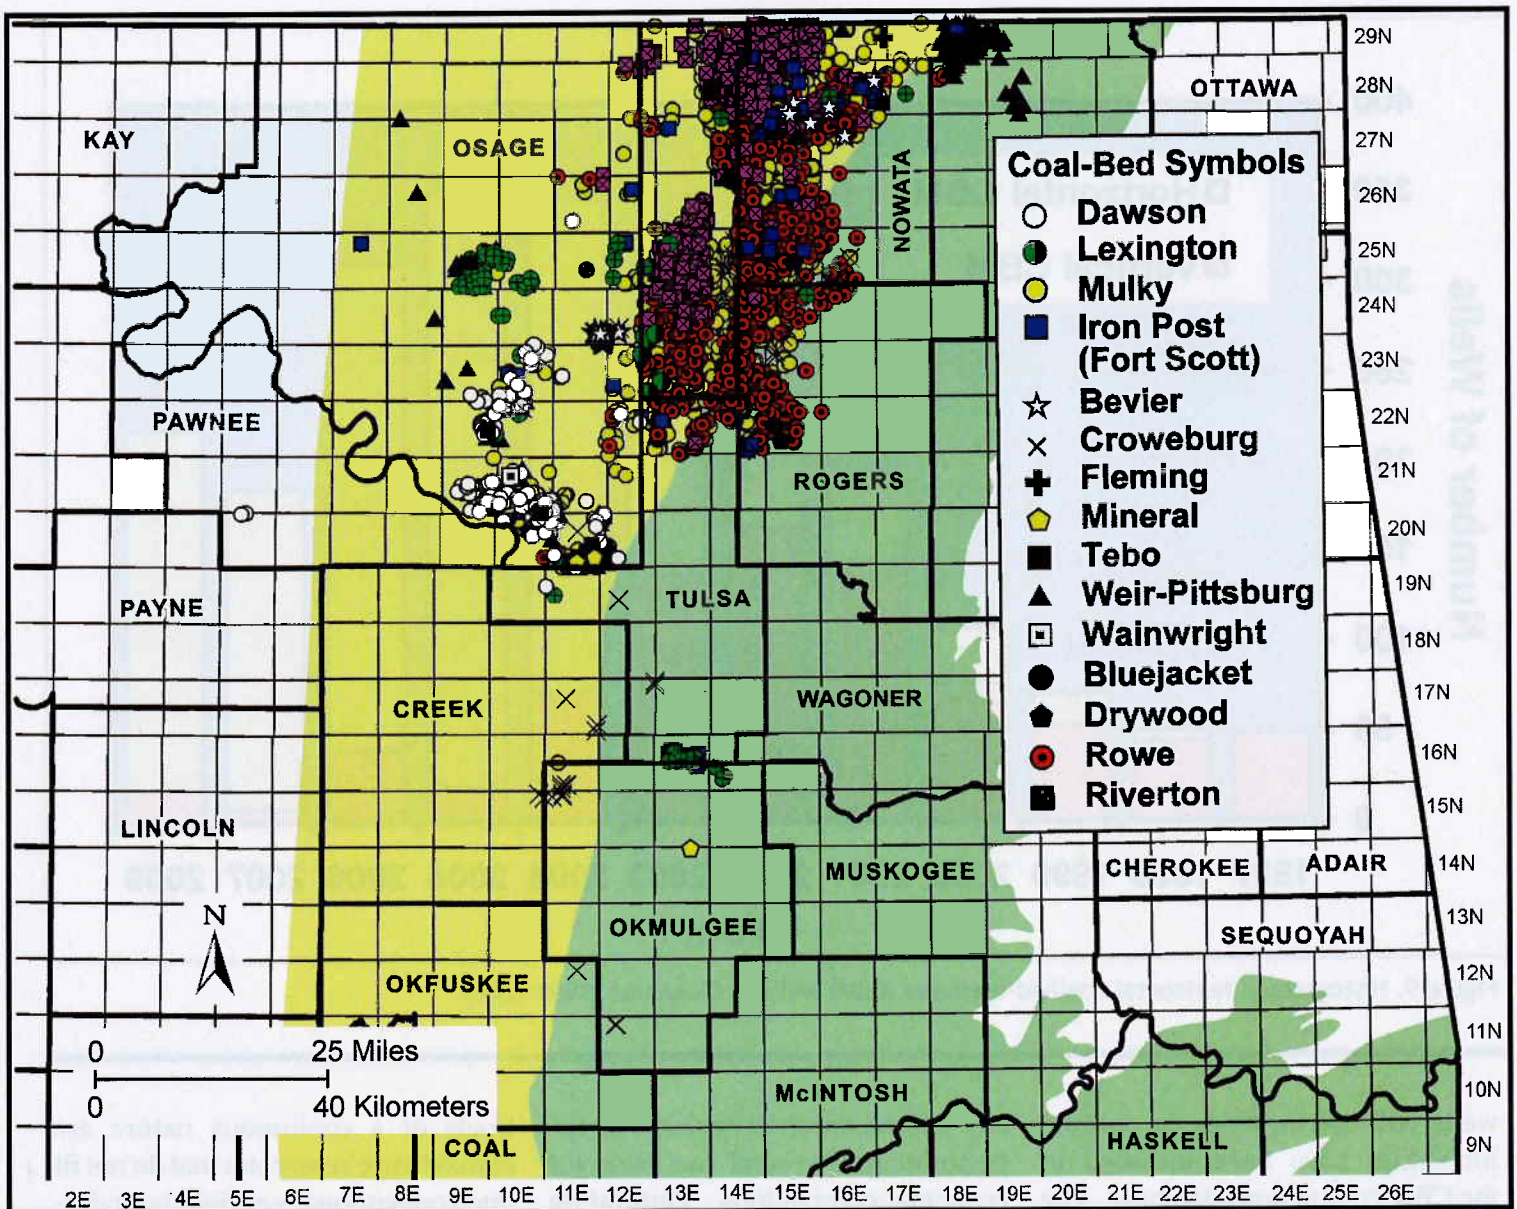 29N
28N
27N
26N
25N
24N
23N
22N
21N
20N
19N
18N
17N
16N
15N
14N
13N
12N
11N
10N
9N
KAY
OSAGE
NOWATA
OTTAWA
PAWNEE
ROGERS
PAYNE
TULSA
CREEK
WAGONER
LINCOLN
MUSKOGEE
CHEROKEE
ADAIR
OKMULGEE
SEQUOYAH
OKFUSKEE
McINTOSH
HASKELL
COAL
Coal-Bed Symbols
Dawson
Lexington
Mulky
Iron Post
(Fort Scott)
Bevier
Croweburg
Fleming
Mineral
Tebo
Weir-Pittsburg
Wainwright
Bluejacket
Drywood
Rowe
Riverton
N
0 25 Miles
0 40 Kilometers
2E 3E 4E 5E 6E 7E 8E 9E 10E 11E 12E 13E 14E 15E 16E 17E 18E 19E 20E 21E 22E 23E 24E 25E 26E